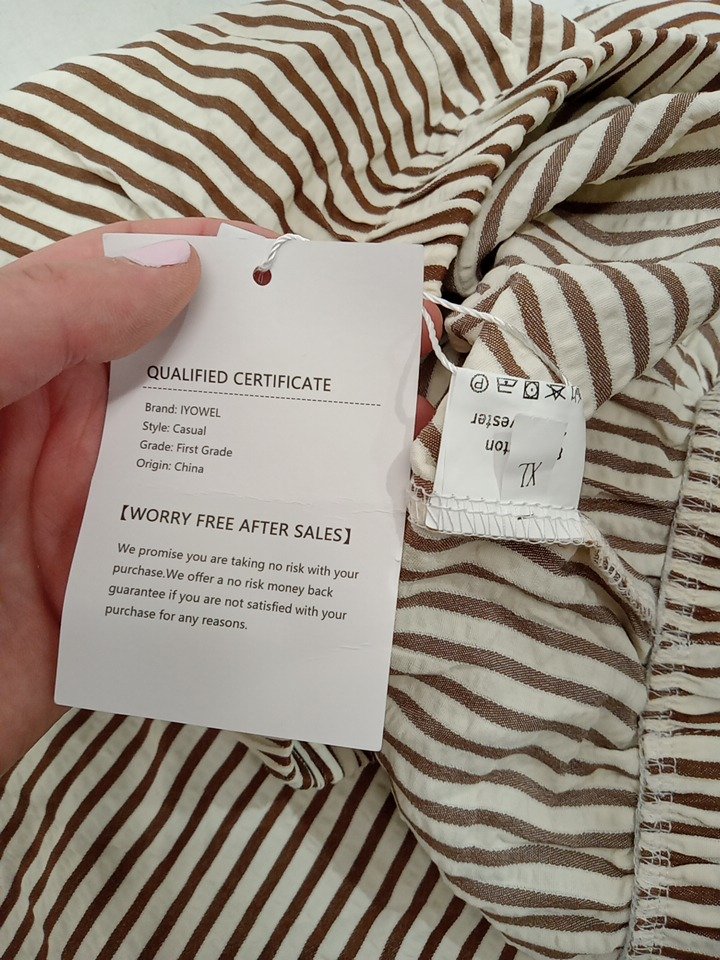 QUALIFIED CERTIFICATE
Brand: IYOWEL
Style: Casual
Grade: First Grade
Origin: China
【WORRY FREE AFTER SALES】
We promise you are taking no risk with your
purchase.We offer a no risk money back
guarantee if you are not satisfied with your
purchase for any reasons.
XL